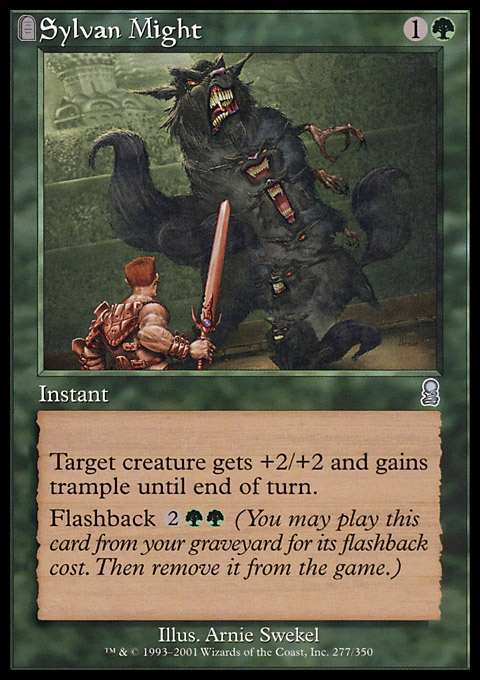 Sylvan Might 1
Instant
Target creature gets +2/+2 and gains
trample until end of turn.
Flashback 2 (You may play this
card from your graveyard for its flashback
cost. Then remove it from the game.)
Illus. Arnie Swekel
™ & © 1993–2001 Wizards of the Coast, Inc. 277/350